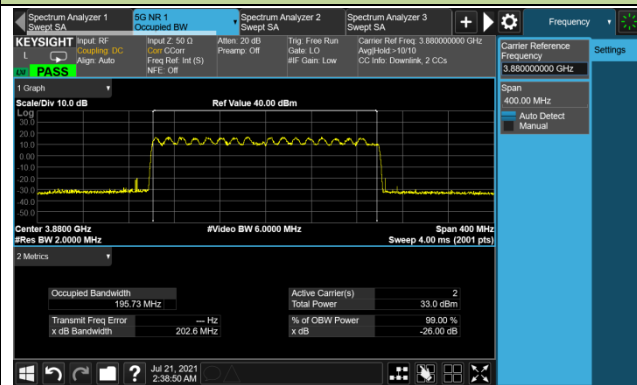 Spectrum Analyzer 1
Swept SA
5G NR 1
Occupied BW
Spectrum Analyzer 2
Swept SA
Spectrum Analyzer 3
Swept SA
Frequency
KEYSIGHT
L
PASS
Input: RF
Coupling: DC
Align: Auto
Input Z: 50 Ω
Corr CCorr
Freq Ref: Int (S)
NFE: Off
Atten: 20 dB
Preamp: Off
Trig: Free Run
Gate: LO
#IF Gain: Low
Carrier Ref Freq: 3.880000000 GHz
Avg|Hold:>10/10
CC Info: Downlink, 2 CCs
Carrier Reference
Frequency
3.880000000 GHz
Span
400.00 MHz
Auto Detect
Manual
Settings
1 Graph
Scale/Div 10.0 dB
Ref Value 40.00 dBm
Log
30.0
20.0
10.0
0.00
-10.0
-20.0
-30.0
-40.0
-50.0
Center 3.8800 GHz
#Video BW 6.0000 MHz
Span 400 MHz
#Res BW 2.0000 MHz
Sweep 4.00 ms (2001 pts)
2 Metrics
Occupied Bandwidth
195.73 MHz
Active Carrier(s) 2
Total Power 33.0 dBm
Transmit Freq Error --- Hz
x dB Bandwidth 202.6 MHz
% of OBW Power 99.00 %
x dB -26.00 dB
Jul 21, 2021
2:38:50 AM